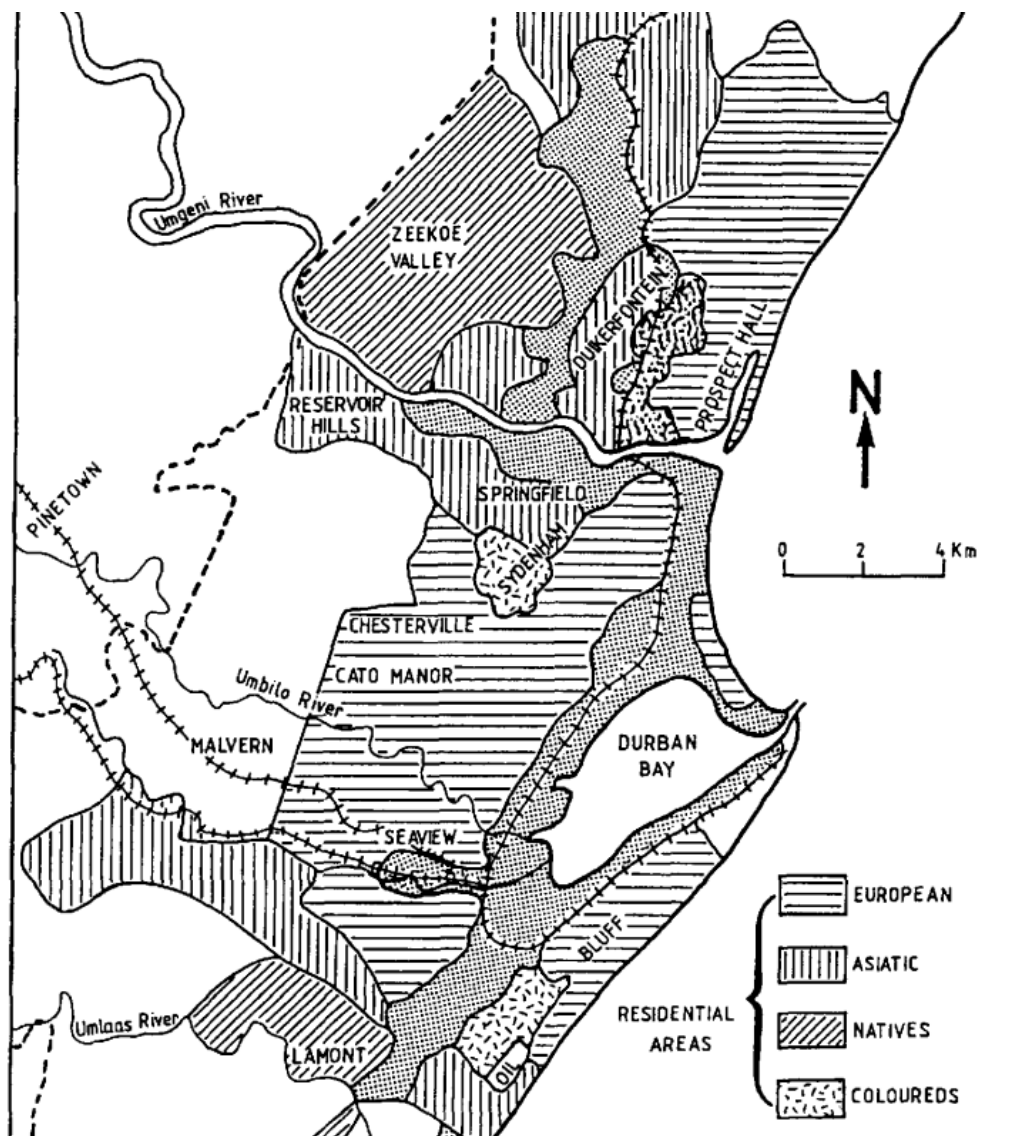 Umgeni River
ZEEKOE
VALLEY
DUIKERFONTEIN
PROSPECT HALL
RESERVOIR
HILLS
N
PINETOWN
SPRINGFIELD
SYDENHAM
0 2 4 Km
CHESTERVILLE
CATO MANOR
Umbilo River
MALVERN
DURBAN
BAY
SEAVIEW
BLUFF
Umlaas River
LAMONT
OIL
RESIDENTIAL
AREAS
EUROPEAN
ASIATIC
NATIVES
COLOUREDS